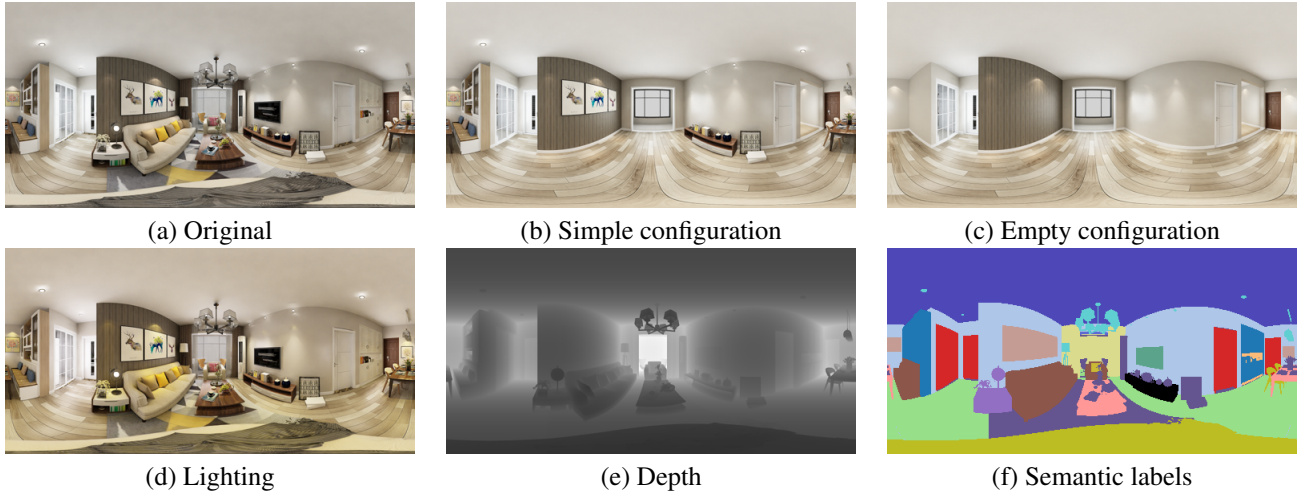 (a) Original
(b) Simple configuration
(c) Empty configuration
(d) Lighting
(e) Depth
(f) Semantic labels